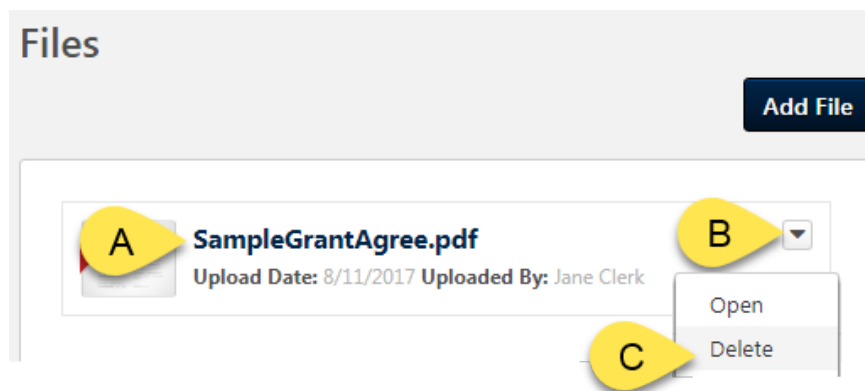 Files
Add File
A
SampleGrantAgree.pdf
B
Upload Date: 8/11/2017 Uploaded By: Jane Clerk
Open
C
Delete